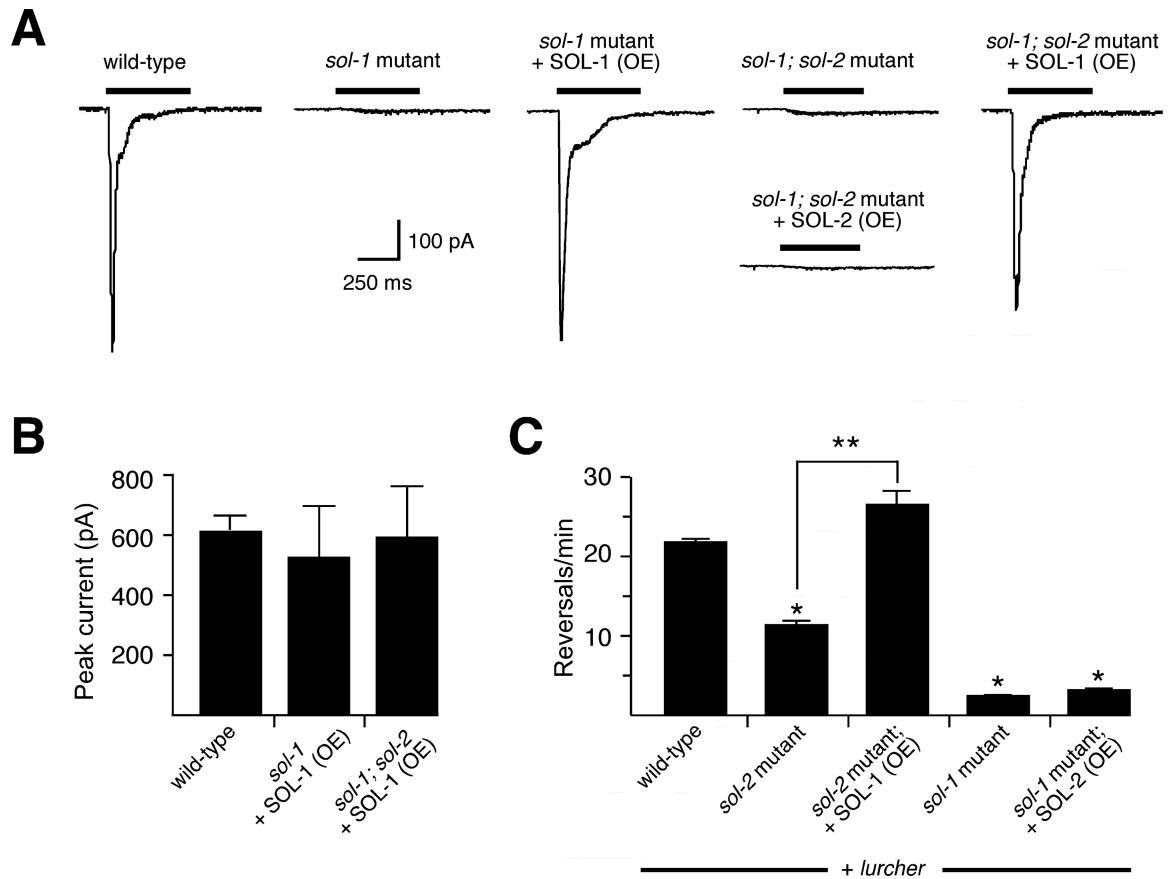 A
wild-type
sol-1 mutant
sol-1 mutant
+ SOL-1 (OE)
sol-1; sol-2 mutant
sol-1; sol-2 mutant
+ SOL-1 (OE)
sol-1; sol-2 mutant
+ SOL-2 (OE)
100 pA
250 ms
B
Peak current (pA)
800
600
400
200
wild-type
sol-1
+ SOL-1 (OE)
sol-1; sol-2
+ SOL-1 (OE)
C
Reversals/min
30
20
10
**
*
*
*
wild-type
sol-2 mutant
sol-2 mutant;
+ SOL-1 (OE)
sol-1 mutant
sol-1 mutant;
+ SOL-2 (OE)
+ lurcher